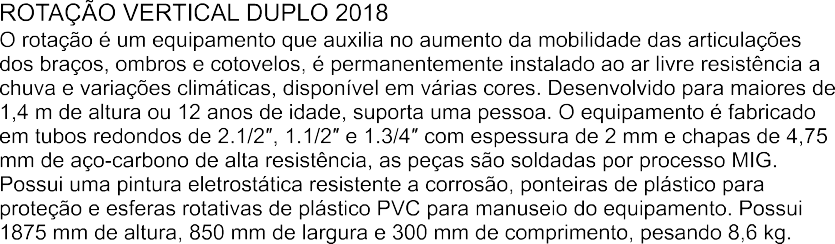 ROTAÇÃO VERTICAL DUPLO 2018
O rotação é um equipamento que auxilia no aumento da mobilidade das articulações
dos braços, ombros e cotovelos, é permanentemente instalado ao ar livre resistência a
chuva e variações climáticas, disponível em várias cores. Desenvolvido para maiores de
1,4 m de altura ou 12 anos de idade, suporta uma pessoa. O equipamento é fabricado
em tubos redondos de 2.1/2″, 1.1/2″ e 1.3/4″ com espessura de 2 mm e chapas de 4,75
mm de aço-carbono de alta resistência, as peças são soldadas por processo MIG.
Possui uma pintura eletrostática resistente a corrosão, ponteiras de plástico para
proteção e esferas rotativas de plástico PVC para manuseio do equipamento. Possui
1875 mm de altura, 850 mm de largura e 300 mm de comprimento, pesando 8,6 kg.